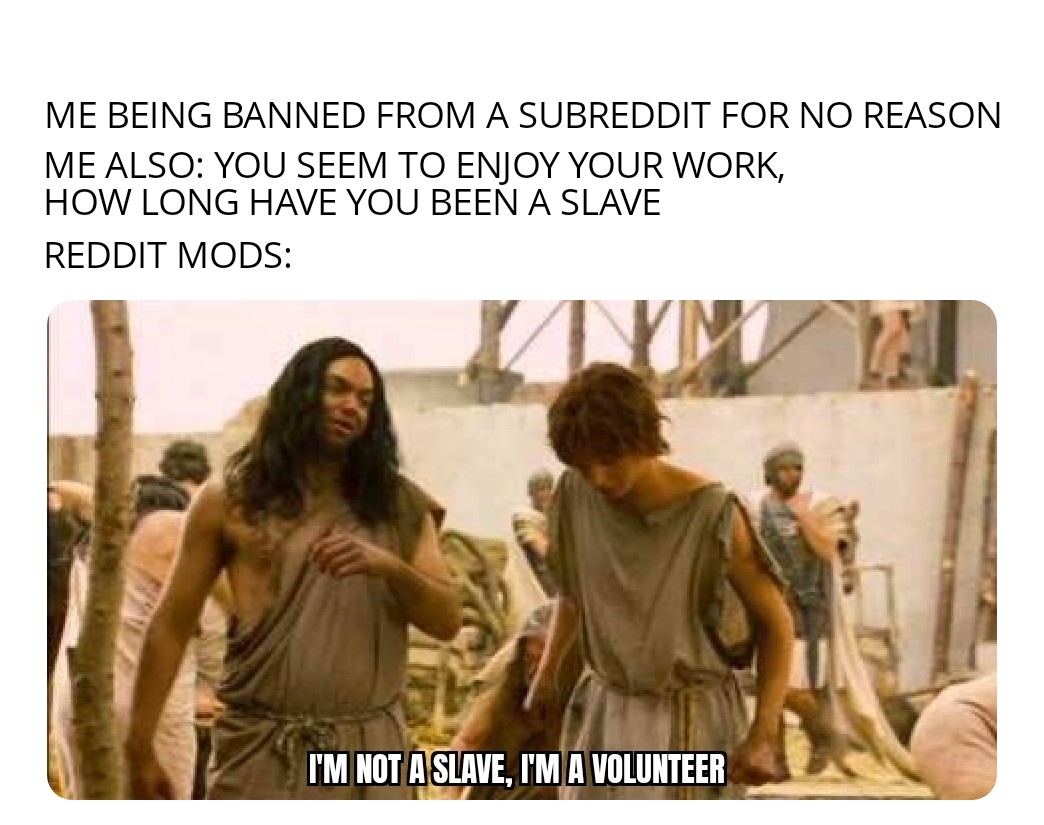 ME BEING BANNED FROM A SUBREDDIT FOR NO REASON
ME ALSO: YOU SEEM TO ENJOY YOUR WORK,
HOW LONG HAVE YOU BEEN A SLAVE
REDDIT MODS:
I'M NOT A SLAVE, I'M A VOLUNTEER